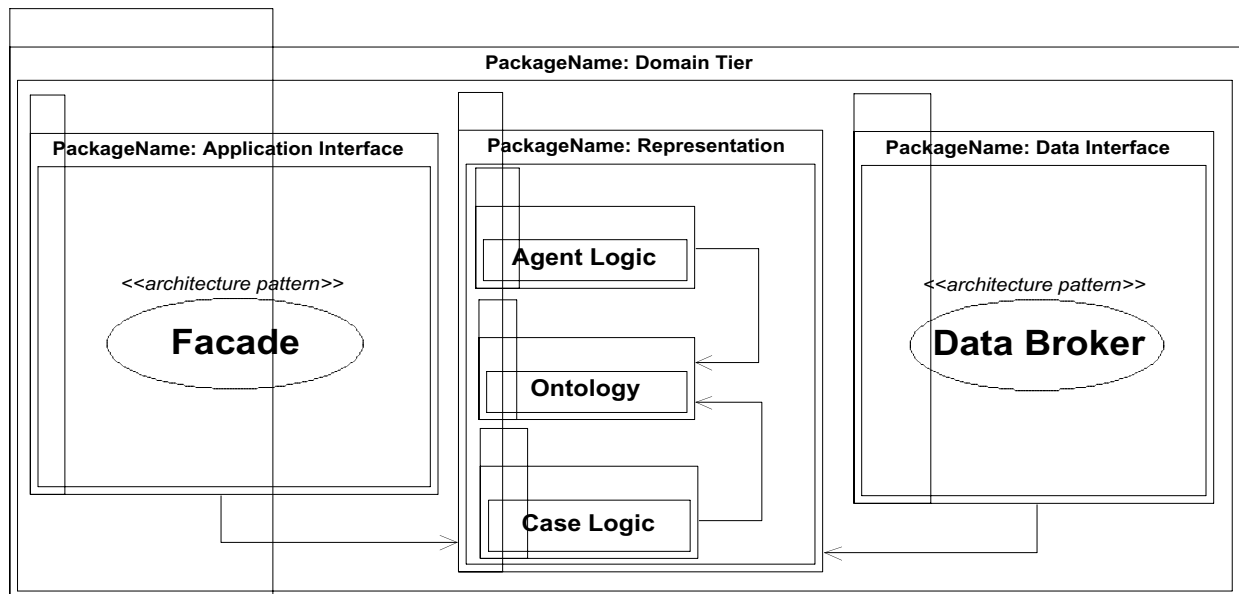 PackageName: Domain Tier
PackageName: Application Interface
<<architecture pattern>>
Facade
PackageName: Representation
Agent Logic
Ontology
Case Logic
PackageName: Data Interface
<<architecture pattern>>
Data Broker